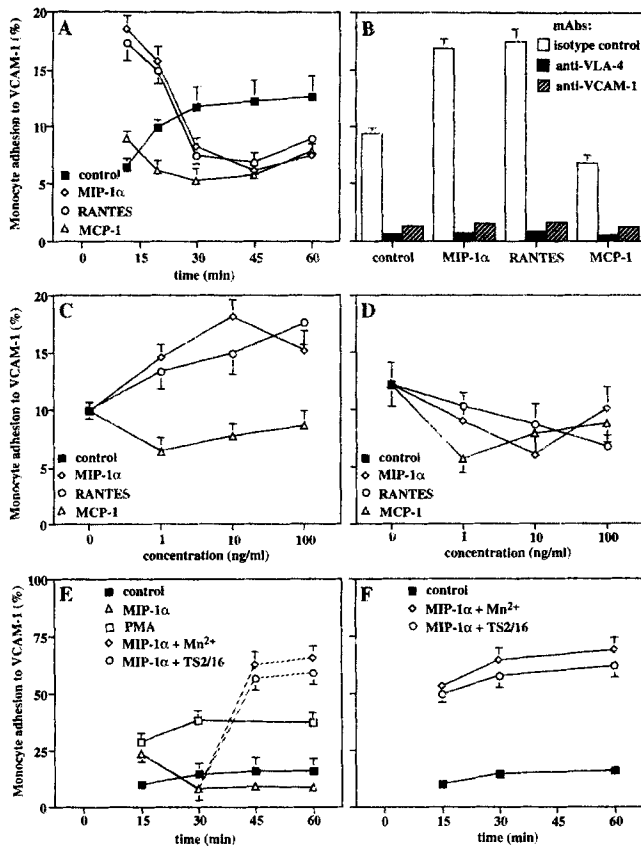 A
Monocyte adhesion to VCAM-1 (%)
20
15
10
5
0
control
MIP-1α
RANTES
MCP-1
0 15 30 45 60
time (min)
B
mAbs:
isotype control
anti-VLA-4
anti-VCAM-1
control MIP-1α RANTES MCP-1
C
Monocyte adhesion to VCAM-1 (%)
20
15
10
5
0
control
MIP-1α
RANTES
MCP-1
0 1 10 100
concentration (ng/ml)
D
control
MIP-1α
RANTES
MCP-1
0 1 10 100
concentration (ng/ml)
E
Monocyte adhesion to VCAM-1 (%)
100
75
50
25
0
control
MIP-1α
PMA
MIP-1α + Mn²⁺
MIP-1α + TS2/16
0 15 30 45 60
time (min)
F
control
MIP-1α + Mn²⁺
MIP-1α + TS2/16
0 15 30 45 60
time (min)